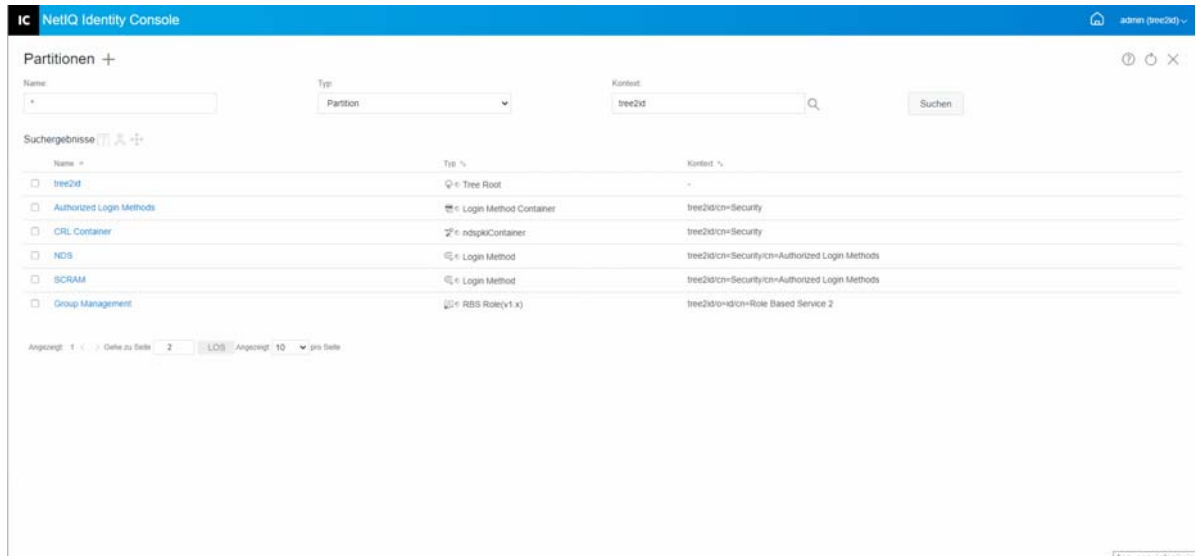 IC NetIQ Identity Console admin (tree2id)
Partitionen
Name: Typ: Kontext:
* Partition tree2id Suchen
Suchergebnisse
Name Typ Kontext
tree2id Tree Root -
Authorized Login Methods Login Method Container tree2id/cn=Security
CRL Container ndspkiContainer tree2id/cn=Security
NDS Login Method tree2id/cn=Security/cn=Authorized Login Methods
SCRAM Login Method tree2id/cn=Security/cn=Authorized Login Methods
Group Management RBS Role(v1.x) tree2id/o=id/cn=Role Based Service 2
Angezeigt: 1 Gehe zu Seite 2 LOS Angezeigt 10 pro Seite